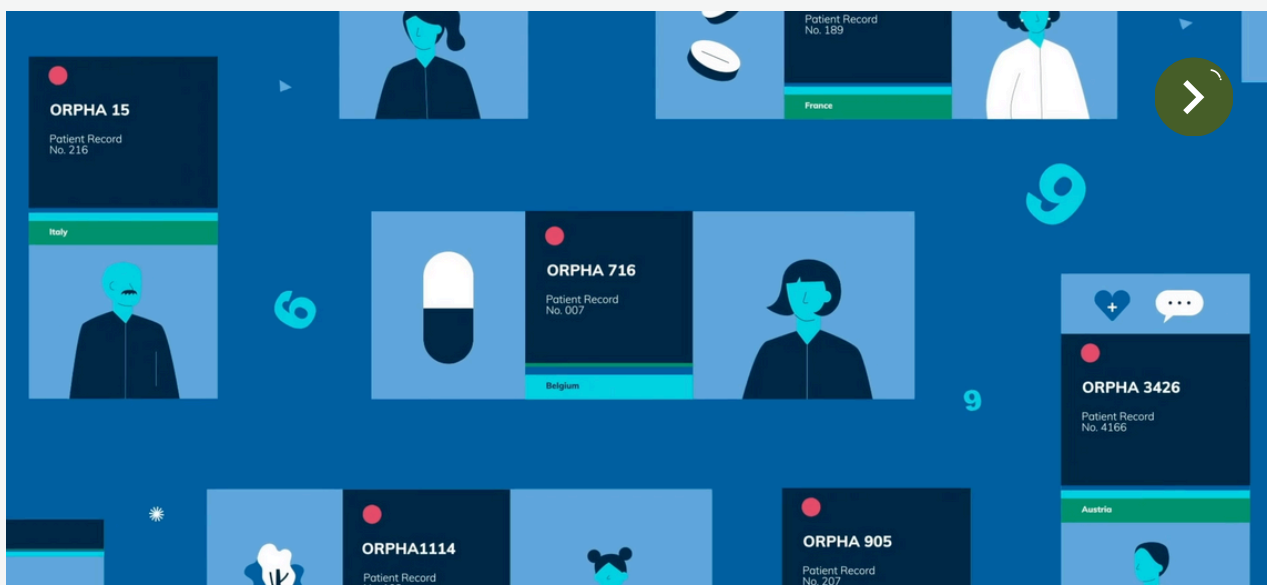 Patient Record
No. 189
France
ORPHA 15
Patient Record
No. 216
Italy
ORPHA 716
Patient Record
No. 007
Belgium
9
6
9
ORPHA 3426
Patient Record
No. 4166
Austria
ORPHA1114
Patient Record
ORPHA 905
Patient Record
No. 207